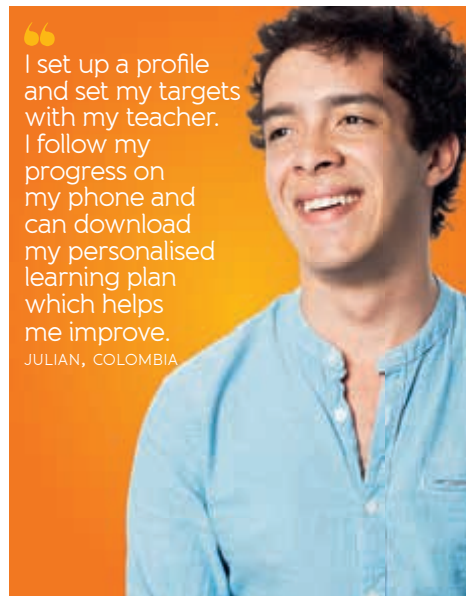 “
I set up a profile
and set my targets
with my teacher.
I follow my
progress on
my phone and
can download
my personalised
learning plan
which helps
me improve.
JULIAN, COLOMBIA